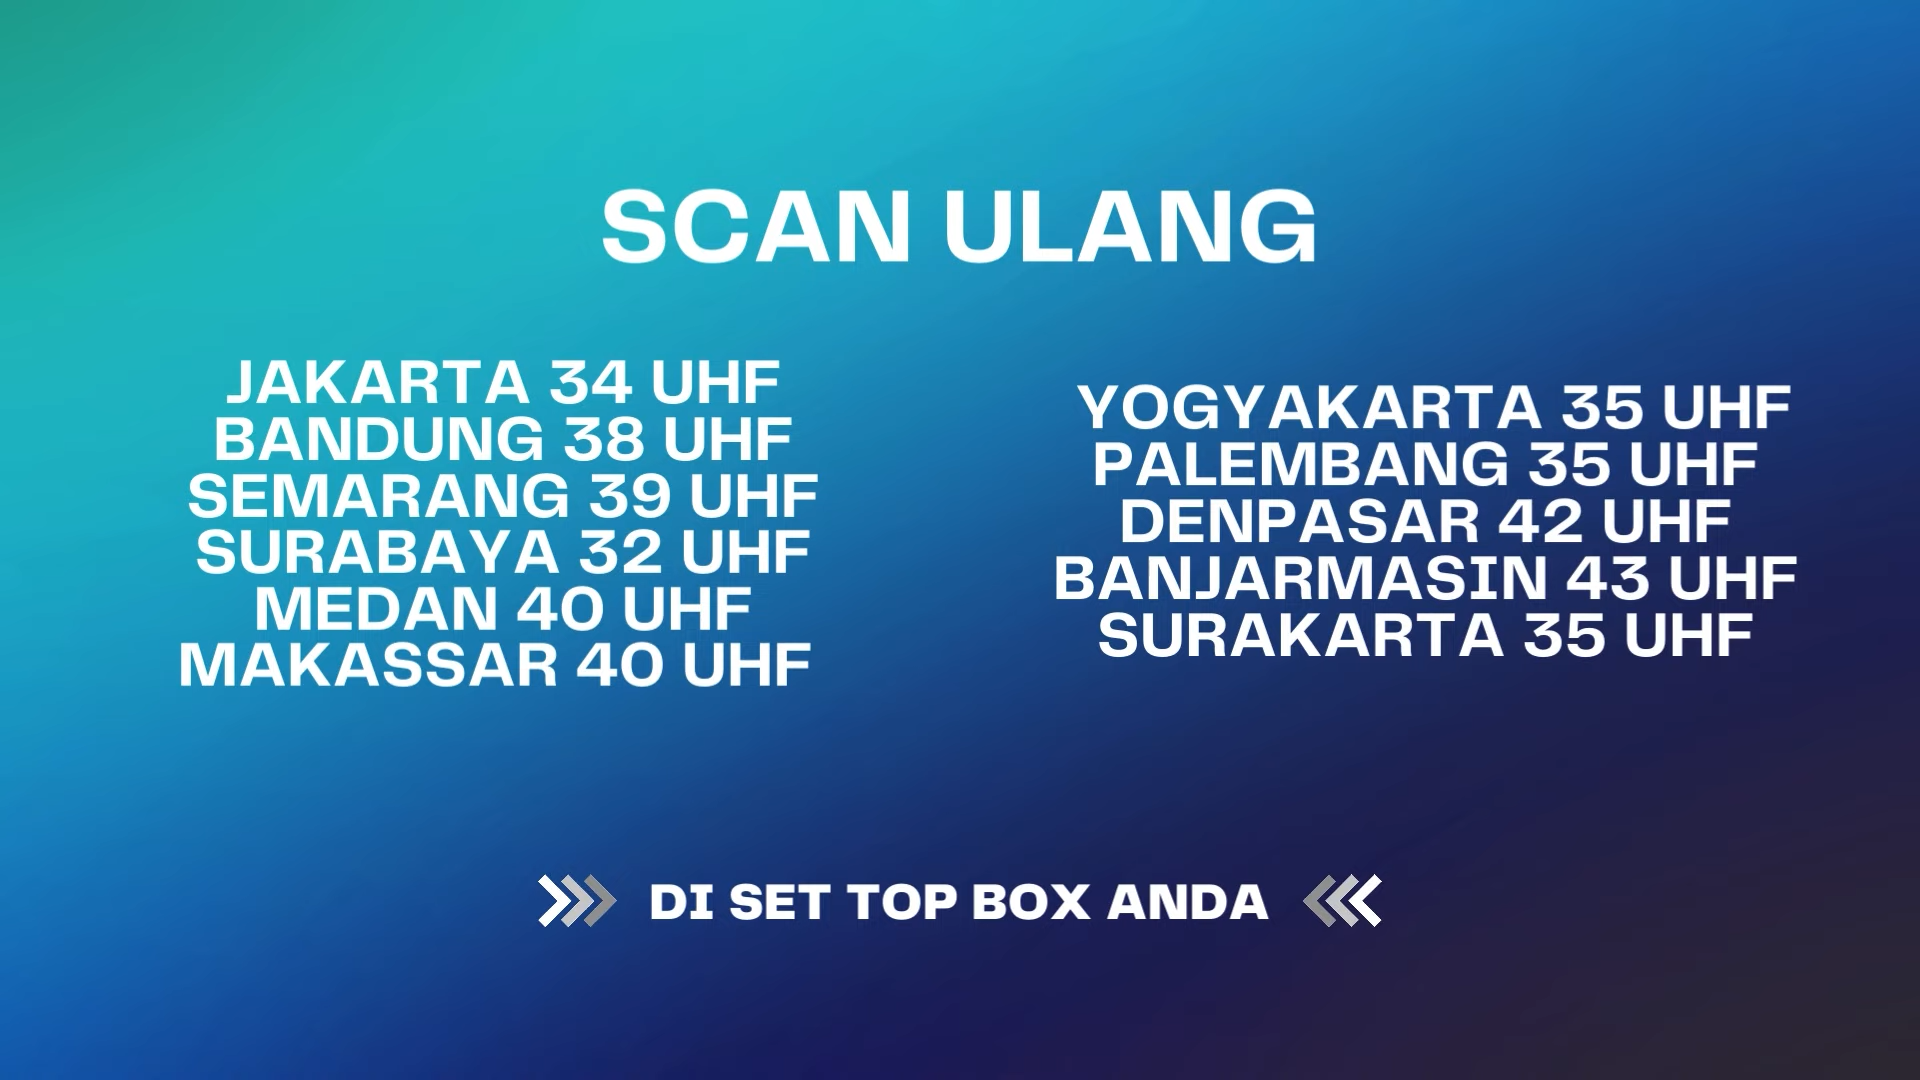 SCAN ULANG
JAKARTA 34 UHF
BANDUNG 38 UHF
SEMARANG 39 UHF
SURABAYA 32 UHF
MEDAN 40 UHF
MAKASSAR 40 UHF
YOGYAKARTA 35 UHF
PALEMBANG 35 UHF
DENPASAR 42 UHF
BANJARMASIN 43 UHF
SURAKARTA 35 UHF
DI SET TOP BOX ANDA